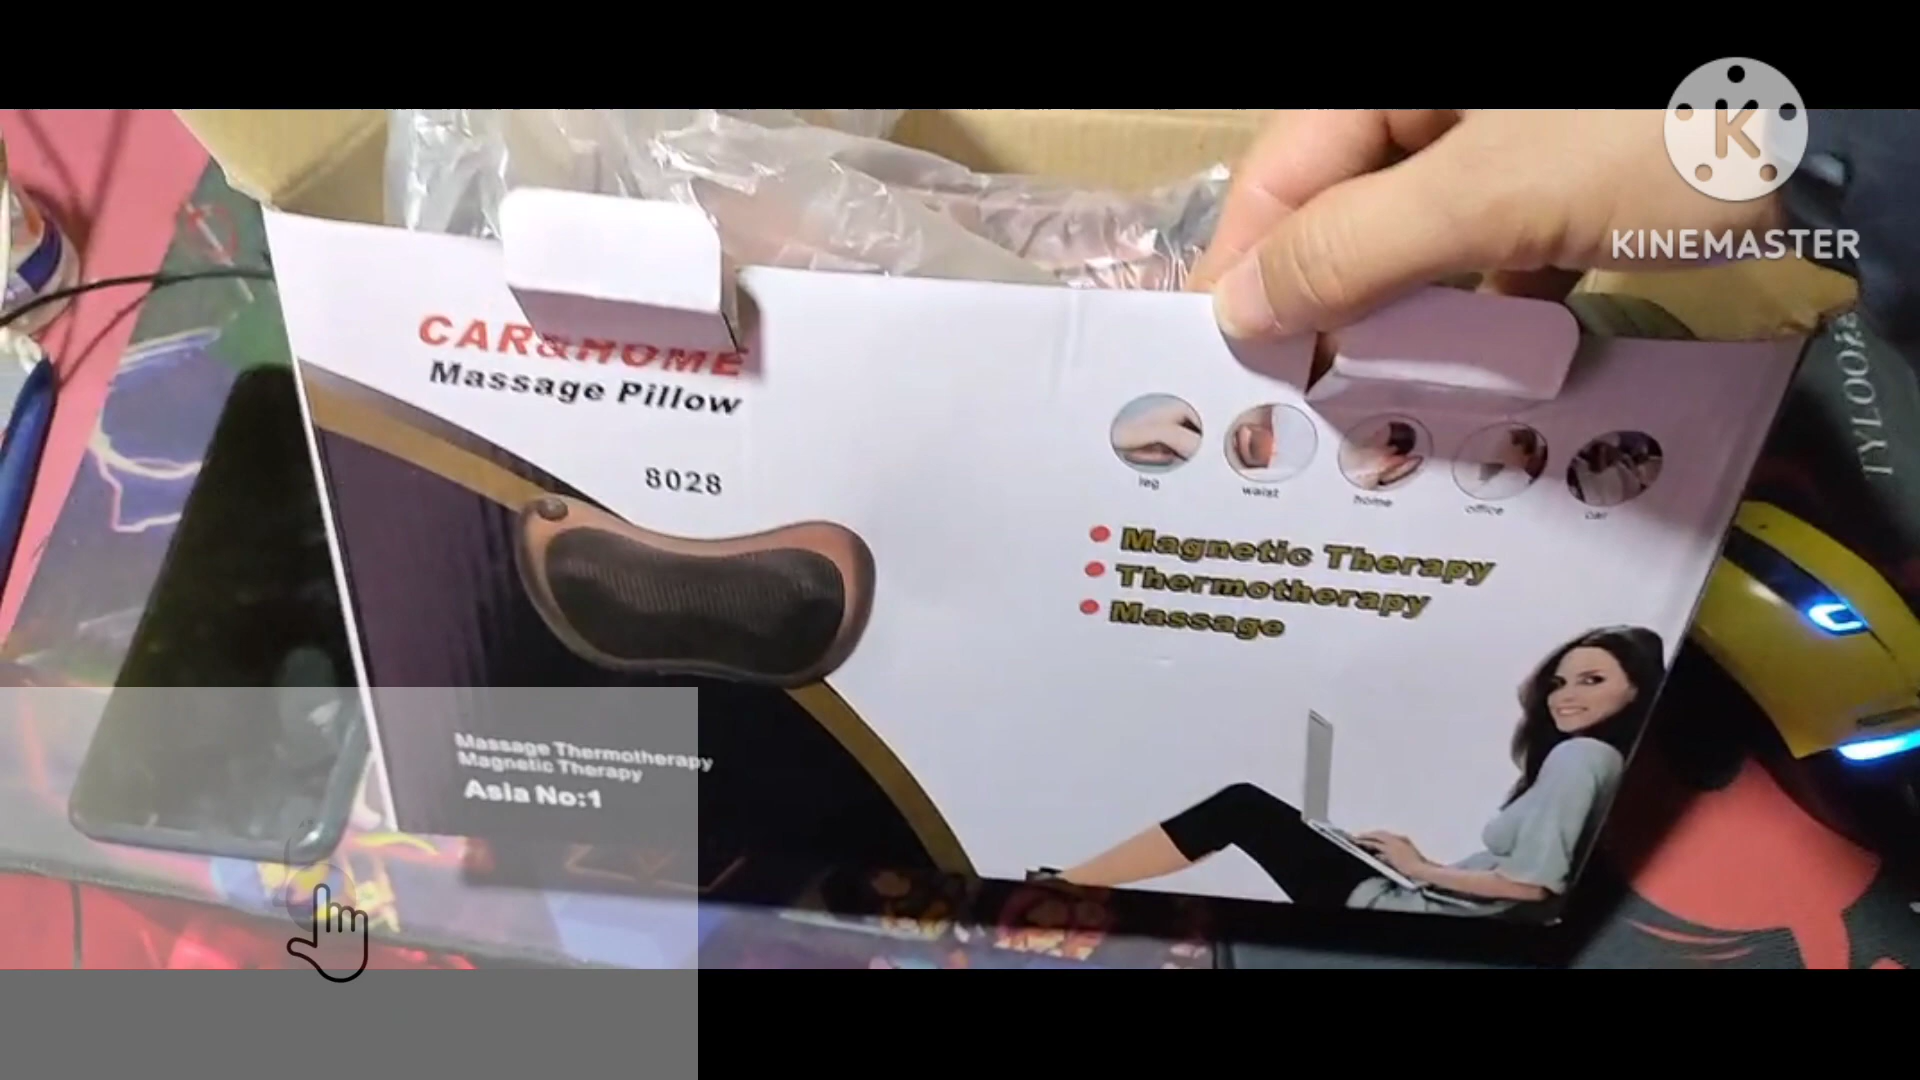 KINEMASTER
CAR&HOME
Massage Pillow
8028
leg waist home office car
Magnetic Therapy
Thermotherapy
Massage
Massage Thermotherapy
Magnetic Therapy
Asia No:1
TYLOO